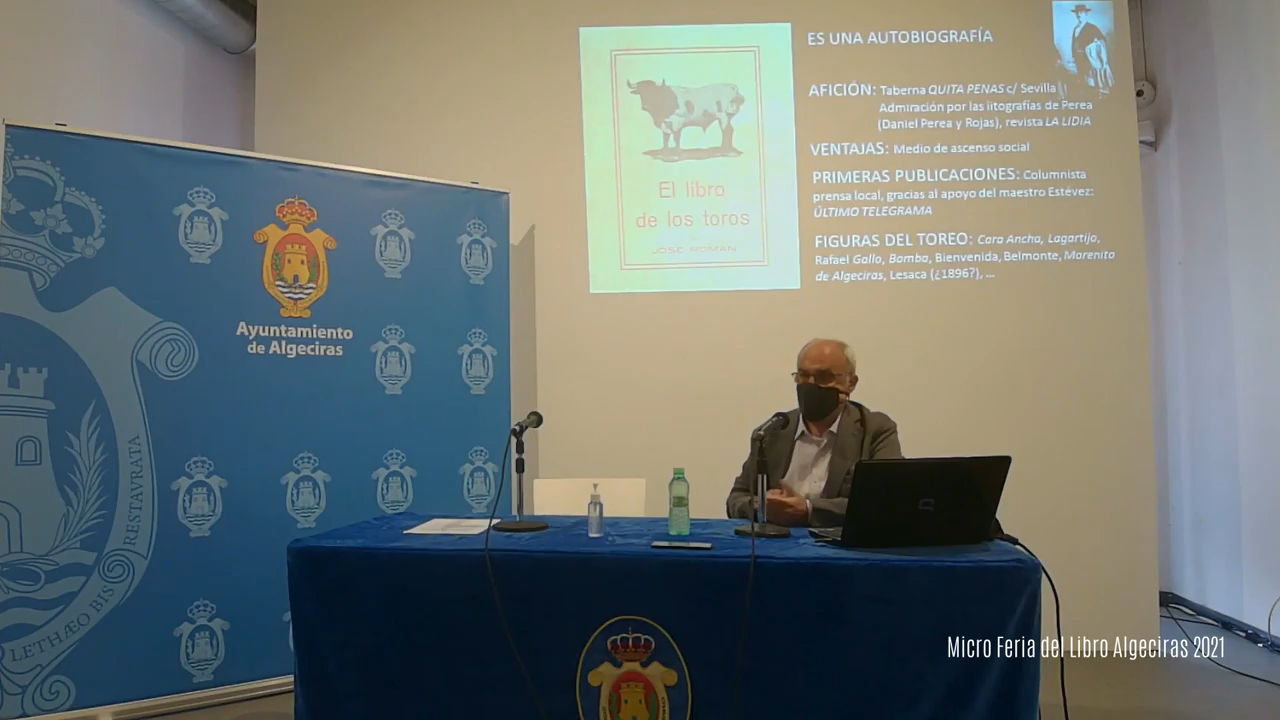 ES UNA AUTOBIOGRAFÍA
AFICIÓN: Taberna QUITA PENAS c/ Sevilla
Admiración por las litografías de Perea
(Daniel Perea y Rojas), revista LA LIDIA
VENTAJAS: Medio de ascenso social
PRIMERAS PUBLICACIONES: Columnista
prensa local, gracias al apoyo del maestro Estévez:
ÚLTIMO TELEGRAMA
FIGURAS DEL TOREO: Cara Ancha, Lagartijo,
Rafael Gallo, Bomba, Bienvenida, Belmonte, Morenito
de Algeciras, Lesaca (¿1896?), ...
El libro
de los toros
JOSÉ ROMÁN
Ayuntamiento
de Algeciras
LETHÆO BIS RESTAVRATA
Micro Feria del Libro Algeciras 2021